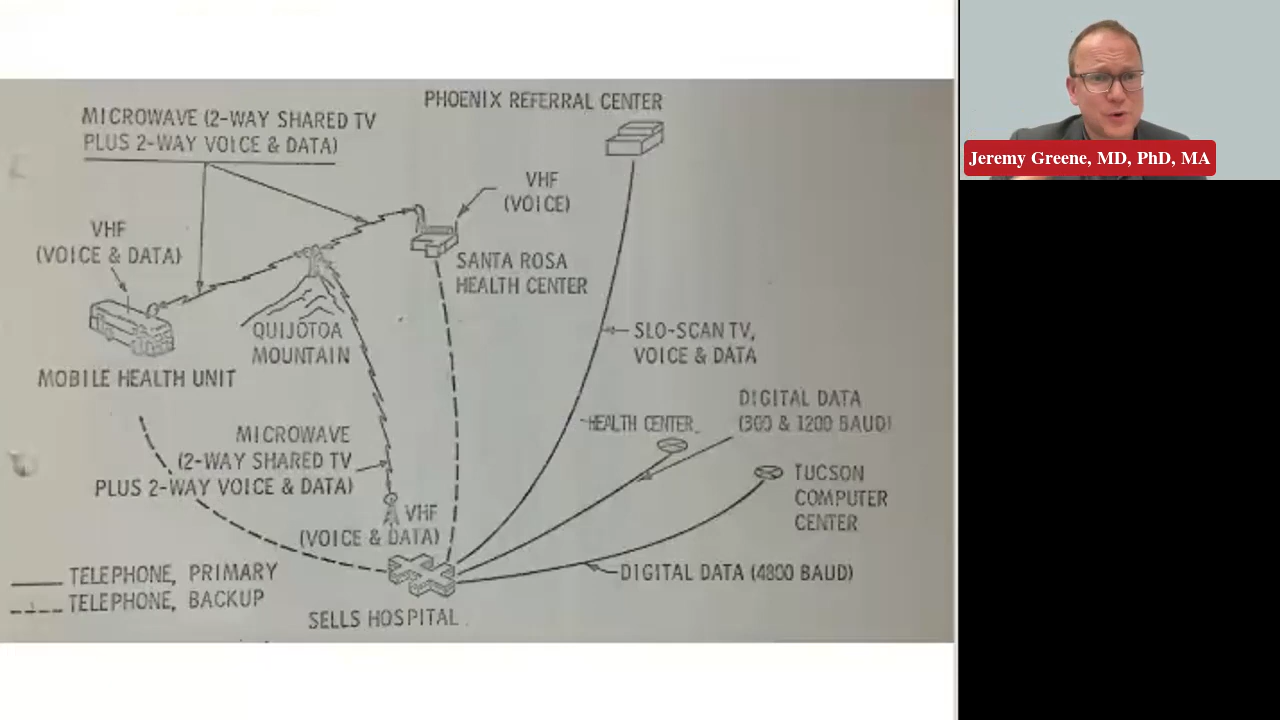 PHOENIX REFERRAL CENTER
MICROWAVE (2-WAY SHARED TV
PLUS 2-WAY VOICE & DATA)
VHF
(VOICE)
VHF
(VOICE & DATA)
SANTA ROSA
HEALTH CENTER
QUIJOTOA
MOUNTAIN
SLO-SCAN TV,
VOICE & DATA
MOBILE HEALTH UNIT
DIGITAL DATA
(300 & 1200 BAUD)
HEALTH CENTER
MICROWAVE
(2-WAY SHARED TV
PLUS 2-WAY VOICE & DATA)
TUCSON
COMPUTER
CENTER
VHF
(VOICE & DATA)
TELEPHONE, PRIMARY
TELEPHONE, BACKUP
DIGITAL DATA (4800 BAUD)
SELLS HOSPITAL
Jeremy Greene, MD, PhD, MA